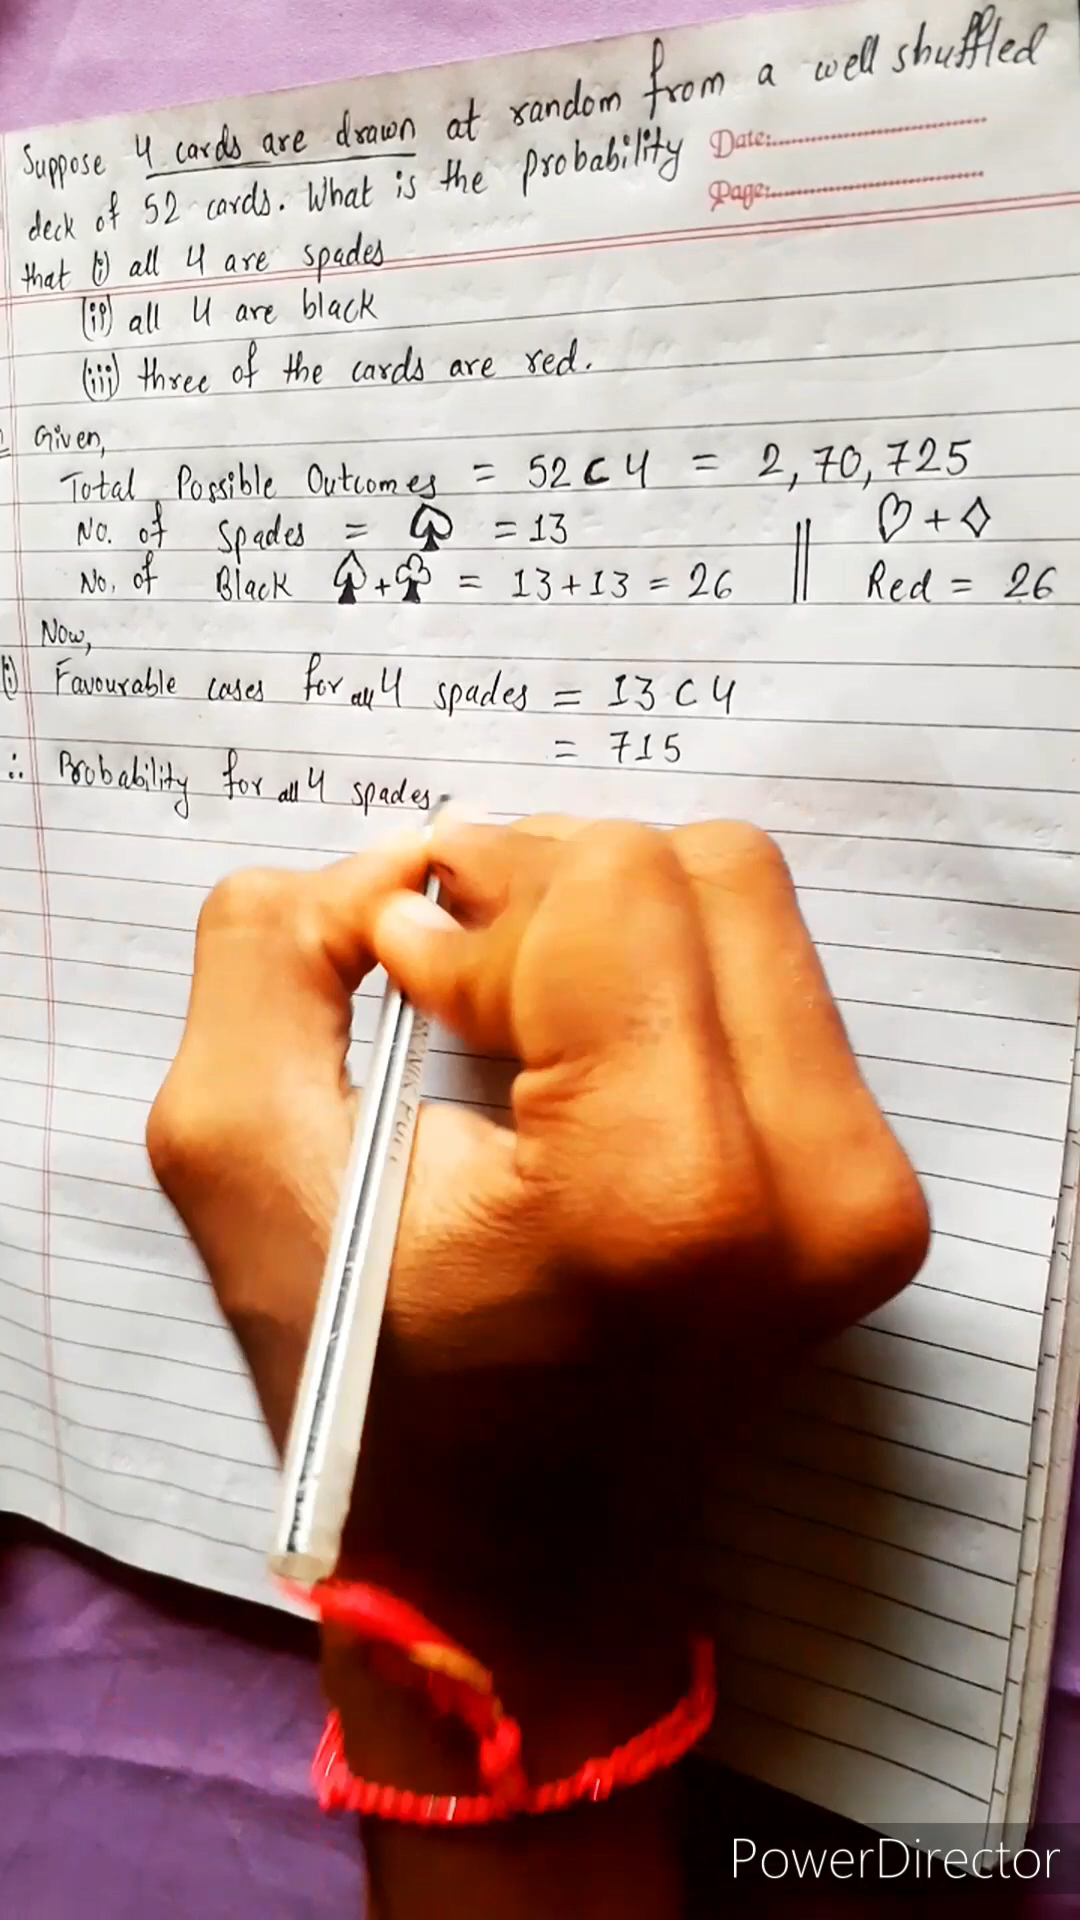 Suppose 4 cards are drawn at random from a well shuffled
deck of 52 cards. What is the probability
Date:
Page:
that (i) all 4 are spades
(ii) all 4 are black
(iii) three of the cards are red.
Given,
Total Possible Outcomes = 52C4 = 2,70,725
No. of Spades = ♠ = 13
♡ + ◇
No. of Black ♠ + ♣ = 13+13 = 26 || Red = 26
Now,
(i) Favourable cases for all 4 spades = 13C4
= 715
∴ Probability for all 4 spades
PowerDirector